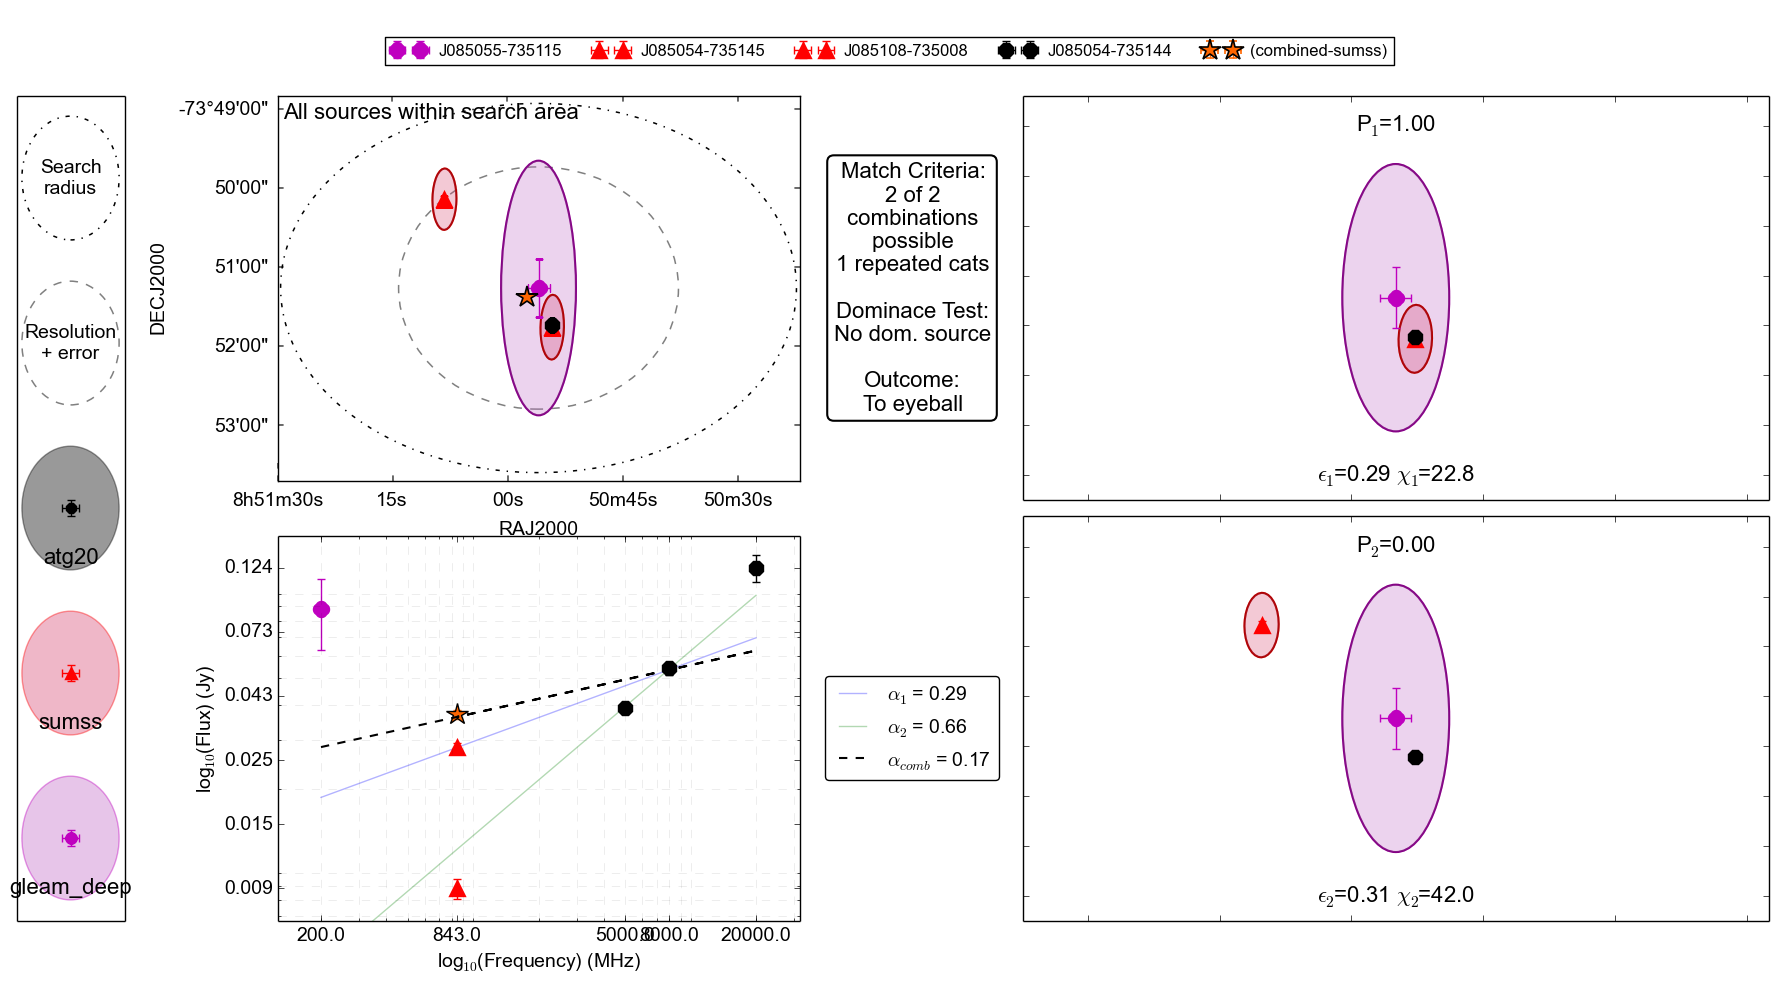 J085055-735115 J085054-735145 J085108-735008 J085054-735144 (combined-sumss)
Search
radius
Resolution
+ error
atg20
sumss
gleam_deep
All sources within search area
-73°49'00"
50'00"
51'00"
52'00"
53'00"
DECJ2000
8h51m30s 15s 00s 50m45s 50m30s
RAJ2000
Match Criteria:
2 of 2
combinations
possible
1 repeated cats
Dominace Test:
No dom. source
Outcome:
To eyeball
P1=1.00
ϵ1=0.29 χ1=22.8
P2=0.00
ϵ2=0.31 χ2=42.0
0.124
0.073
0.043
0.025
0.015
0.009
log10(Flux) (Jy)
200.0 843.0 5000.0 8000.0 20000.0
log10(Frequency) (MHz)
α1 = 0.29
α2 = 0.66
αcomb = 0.17